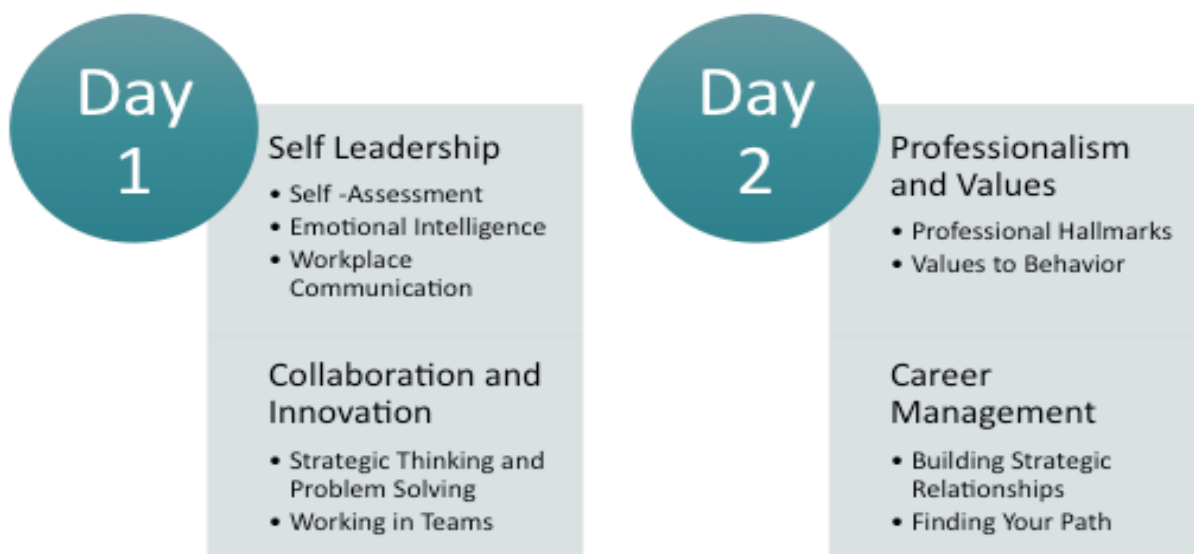 Day
1
Self Leadership
• Self -Assessment
• Emotional Intelligence
• Workplace
Communication
Collaboration and
Innovation
• Strategic Thinking and
Problem Solving
• Working in Teams
Day
2
Professionalism
and Values
• Professional Hallmarks
• Values to Behavior
Career
Management
• Building Strategic
Relationships
• Finding Your Path